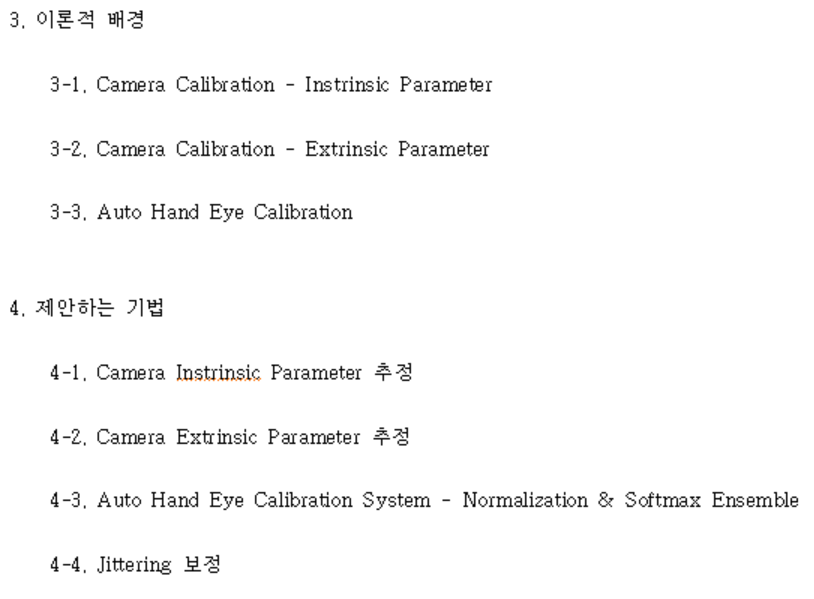 3. 이론적 배경
3-1. Camera Calibration - Instrinsic Parameter
3-2. Camera Calibration - Extrinsic Parameter
3-3. Auto Hand Eye Calibration
4. 제안하는 기법
4-1. Camera Instrinsic Parameter 추정
4-2. Camera Extrinsic Parameter 추정
4-3. Auto Hand Eye Calibration System - Normalization & Softmax Ensemble
4-4. Jittering 보정